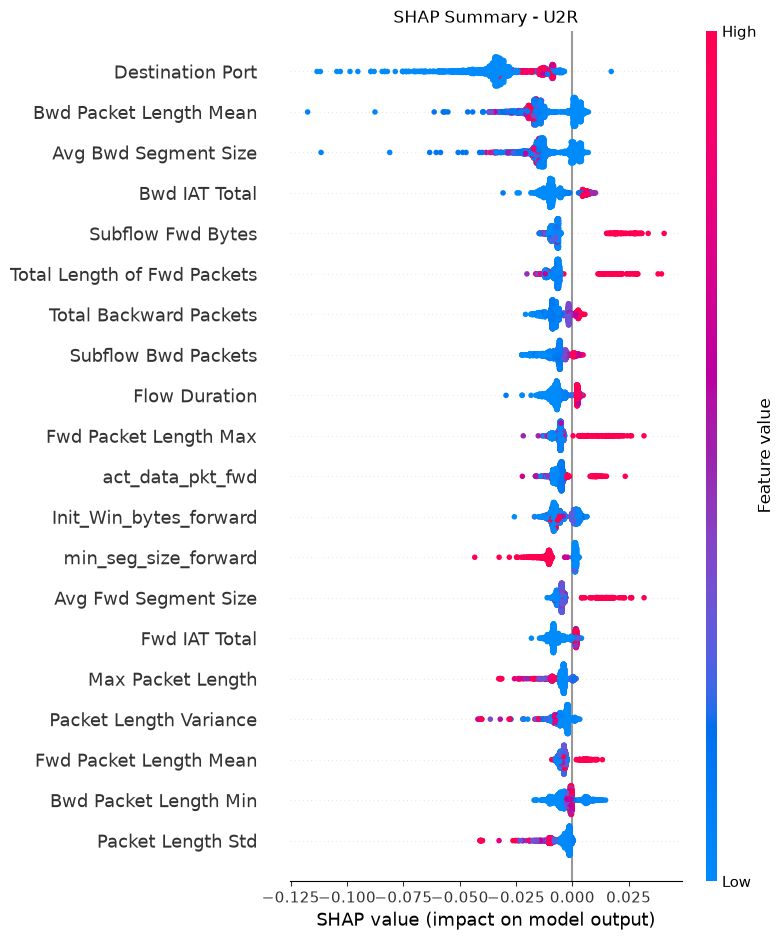 SHAP Summary - U2R
High
Destination Port
Bwd Packet Length Mean
Avg Bwd Segment Size
Bwd IAT Total
Subflow Fwd Bytes
Total Length of Fwd Packets
Total Backward Packets
Subflow Bwd Packets
Flow Duration
Fwd Packet Length Max
act_data_pkt_fwd
Init_Win_bytes_forward
min_seg_size_forward
Avg Fwd Segment Size
Fwd IAT Total
Max Packet Length
Packet Length Variance
Fwd Packet Length Mean
Bwd Packet Length Min
Packet Length Std
Feature value
Low
−0.125 −0.100 −0.075 −0.050 −0.025 0.000 0.025
SHAP value (impact on model output)